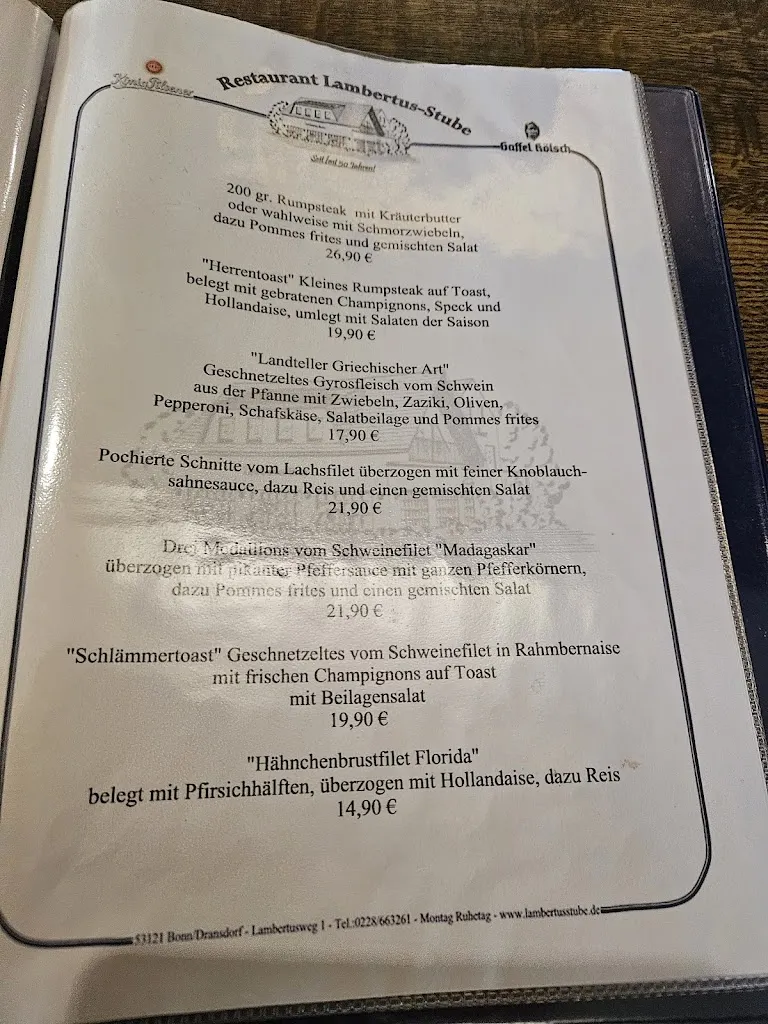 König Pilsener
Restaurant Lambertus-Stube
Gaffel Kölsch
Seit fast 50 Jahren!
200 gr. Rumpsteak mit Kräuterbutter
oder wahlweise mit Schmorzwiebeln,
dazu Pommes frites und gemischten Salat
26,90 €
"Herrentoast" Kleines Rumpsteak auf Toast,
belegt mit gebratenen Champignons, Speck und
Hollandaise, umlegt mit Salaten der Saison
19,90 €
"Landteller Griechischer Art"
Geschnetzeltes Gyrosfleisch vom Schwein
aus der Pfanne mit Zwiebeln, Zaziki, Oliven,
Pepperoni, Schafskäse, Salatbeilage und Pommes frites
17,90 €
Pochierte Schnitte vom Lachsfilet überzogen mit feiner Knoblauch-
sahnesauce, dazu Reis und einen gemischten Salat
21,90 €
Drei Medaillons vom Schweinefilet "Madagaskar"
überzogen mit pikanter Pfeffersauce mit ganzen Pfefferkörnern,
dazu Pommes frites und einen gemischten Salat
21,90 €
"Schlämmertoast" Geschnetzeltes vom Schweinefilet in Rahmbernaise
mit frischen Champignons auf Toast
mit Beilagensalat
19,90 €
"Hähnchenbrustfilet Florida"
belegt mit Pfirsichhälften, überzogen mit Hollandaise, dazu Reis
14,90 €
53121 Bonn/Dransdorf - Lambertusweg 1 - Tel.:0228/663261 - Montag Ruhetag - www.lambertusstube.de